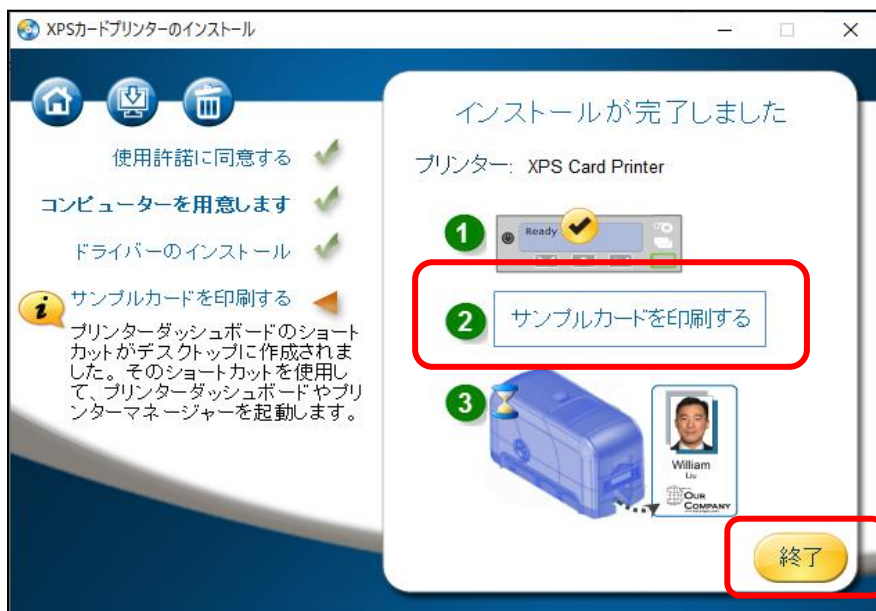 XPSカードプリンターのインストール
使用許諾に同意する
コンピューターを用意します
ドライバーのインストール
サンプルカードを印刷する
プリンターダッシュボードのショート
カットがデスクトップに作成されま
した。そのショートカットを使用し
て、プリンターダッシュボードやプリ
ンターマネージャーを起動します。
インストールが完了しました
プリンター: XPS Card Printer
1
Ready
2
サンプルカードを印刷する
3
William
Liu
OUR
COMPANY
終了